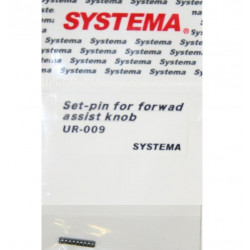 SYSTEMA®
Set-pin for forwad
assist knob
UR-009
SYSTEMA